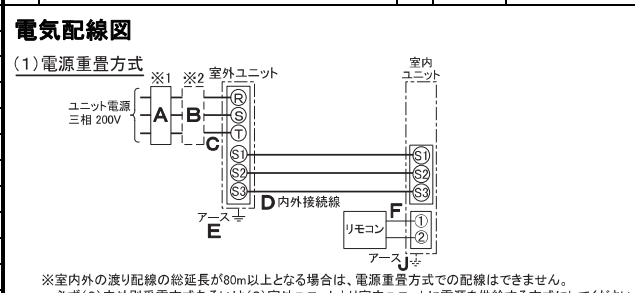 電気配線図
(1)電源重畳方式
※1 ※2 室外ユニット 室内ユニット
ユニット電源
三相 200V
A B C
R
S
T
S1 S1
S2 S2
S3 S3
D 内外接続線
アース
E
F
リモコン
1
2
アース J
※室内外の渡り配線の総延長が80m以上となる場合は、電源重畳方式での配線はできません。